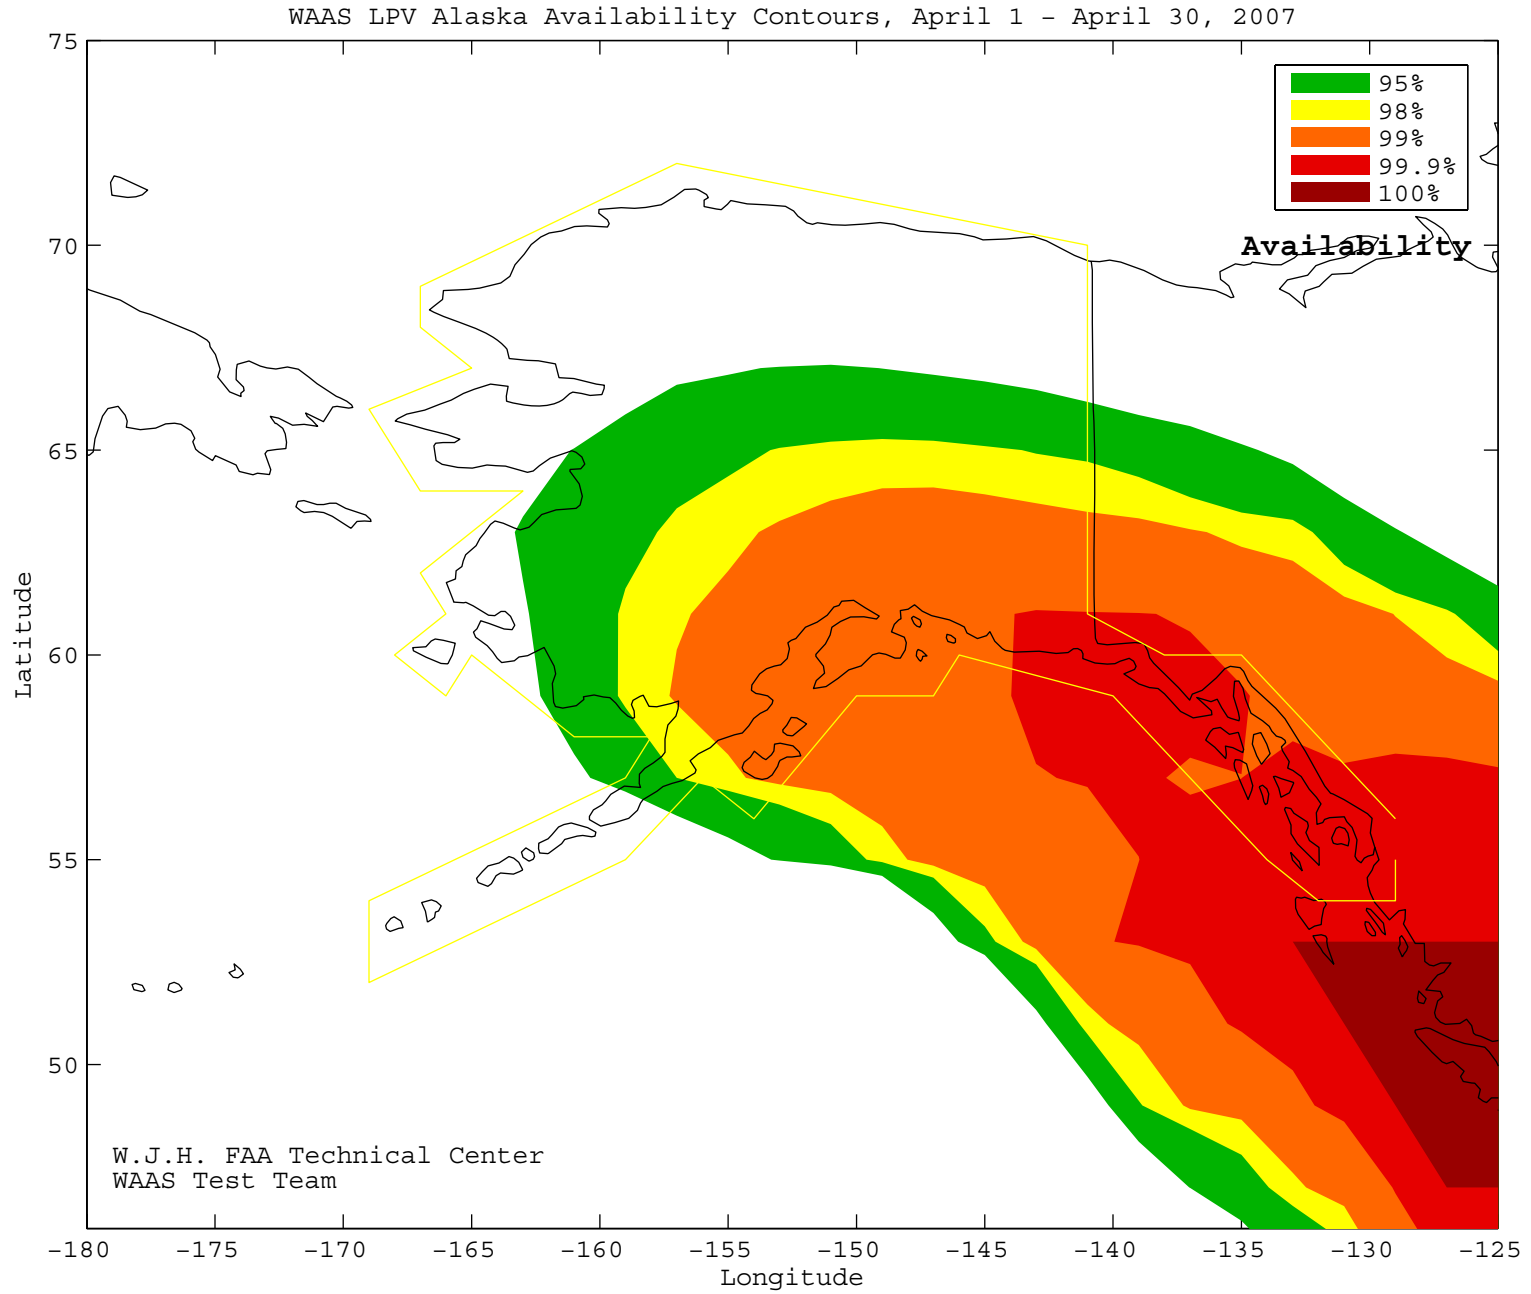 WAAS LPV Alaska Availability Contours, April 1 - April 30, 2007
75
70
65
60
55
50
Latitude
95%
98%
99%
99.9%
100%
Availability
W.J.H. FAA Technical Center
WAAS Test Team
-180 -175 -170 -165 -160 -155 -150 -145 -140 -135 -130 -125
Longitude